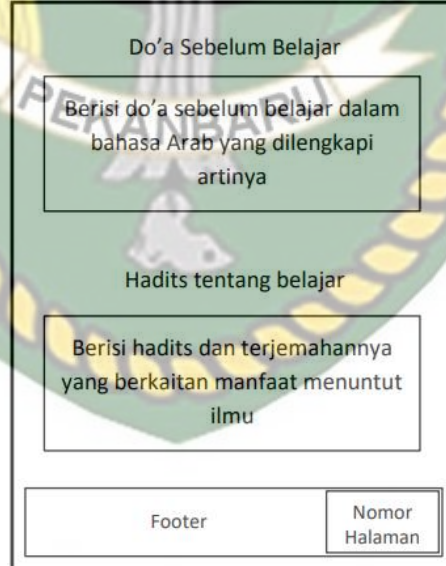 Do’a Sebelum Belajar
PEKANBARU
Berisi do’a sebelum belajar dalam
bahasa Arab yang dilengkapi
artinya
Hadits tentang belajar
Berisi hadits dan terjemahannya
yang berkaitan manfaat menuntut
ilmu
Footer
Nomor
Halaman